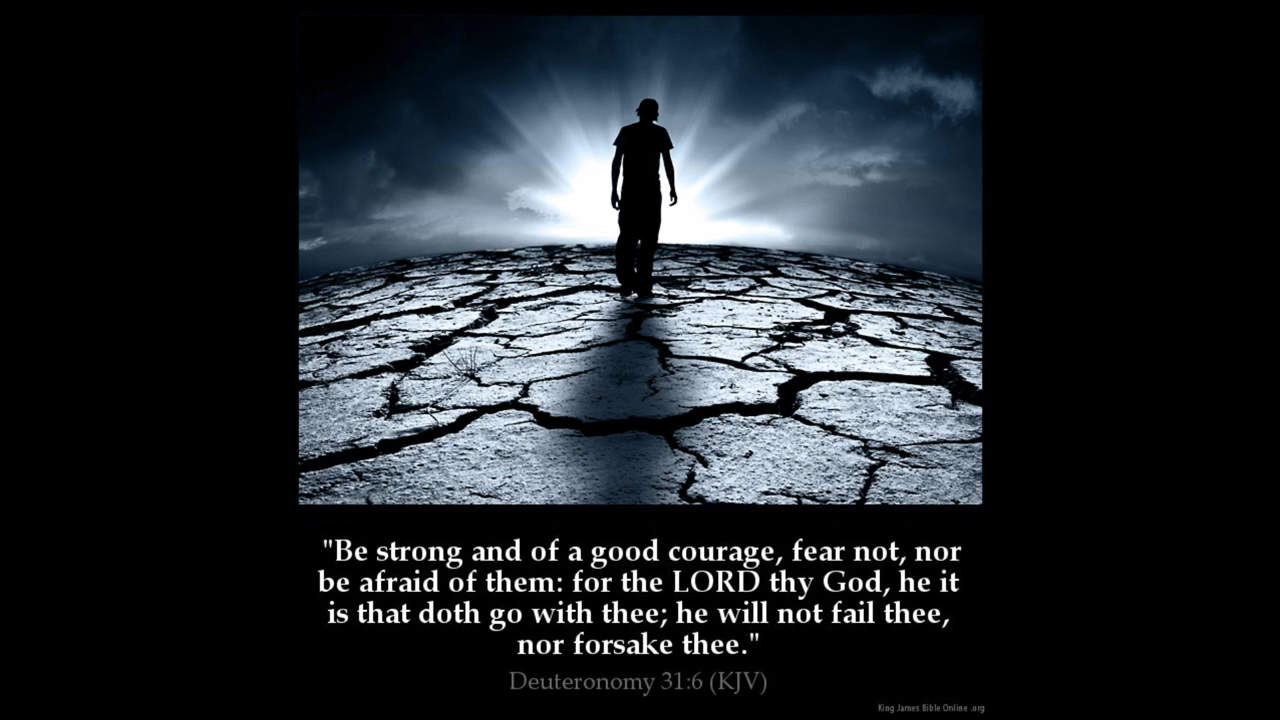 "Be strong and of a good courage, fear not, nor
be afraid of them: for the LORD thy God, he it
is that doth go with thee; he will not fail thee,
nor forsake thee."
Deuteronomy 31:6 (KJV)
King James Bible Online .org